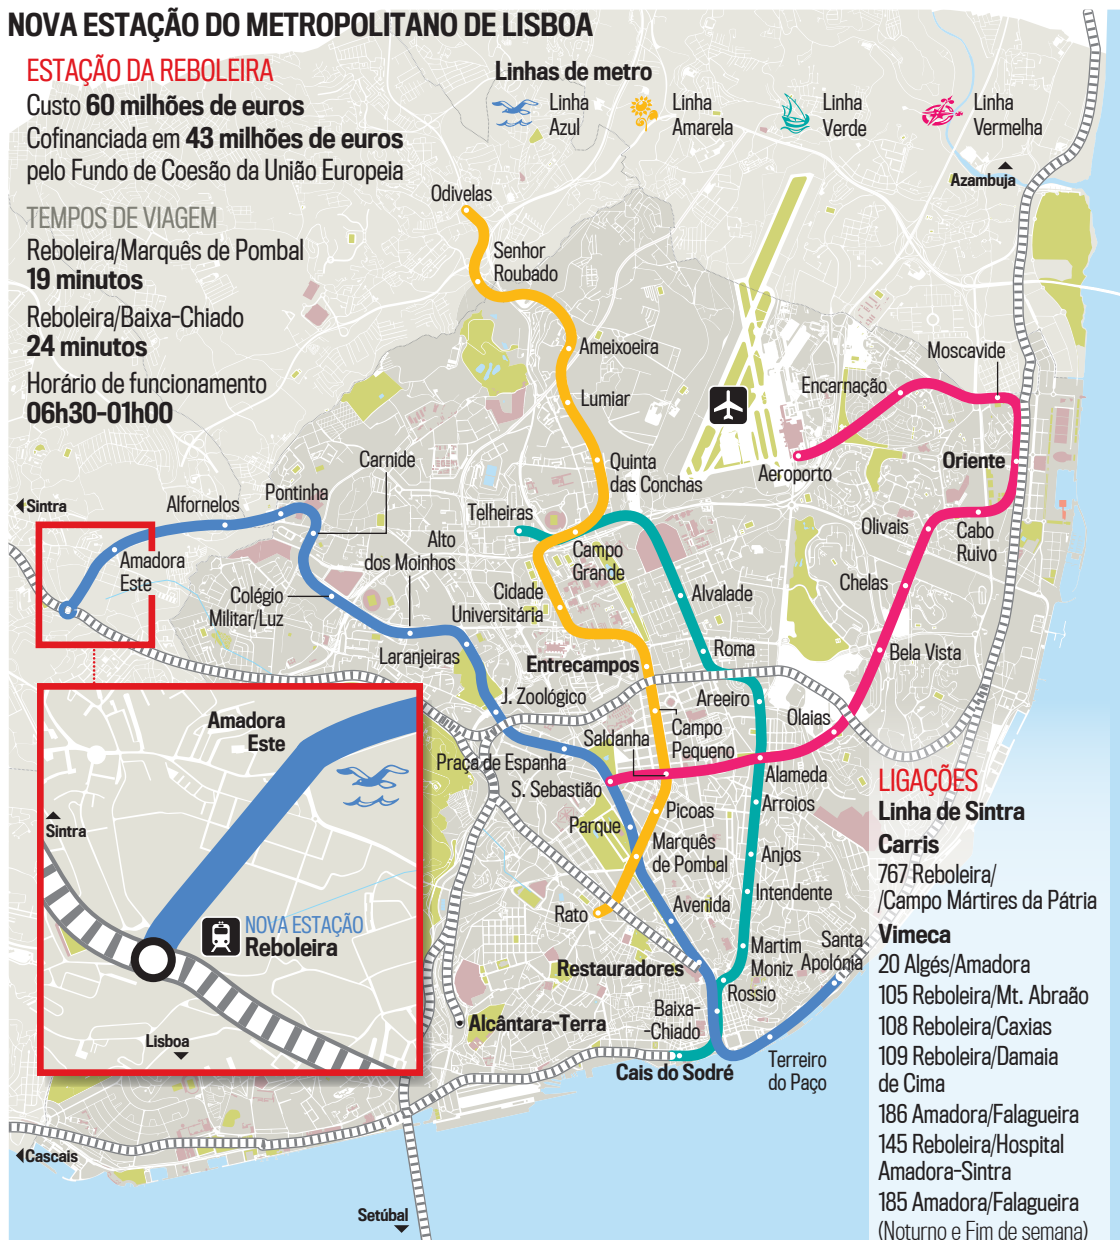 NOVA ESTAÇÃO DO METROPOLITANO DE LISBOA
ESTAÇÃO DA REBOLEIRA
Custo 60 milhões de euros
Cofinanciada em 43 milhões de euros
pelo Fundo de Coesão da União Europeia
TEMPOS DE VIAGEM
Reboleira/Marquês de Pombal
19 minutos
Reboleira/Baixa-Chiado
24 minutos
Horário de funcionamento
06h30-01h00
Linhas de metro
Linha
Azul
Linha
Amarela
Linha
Verde
Linha
Vermelha
Azambuja
Odivelas
Senhor
Roubado
Ameixoeira
Lumiar
Quinta
das Conchas
Moscavide
Encarnação
Aeroporto
Oriente
Cabo
Ruivo
Olivais
Chelas
Bela Vista
Olaias
Sintra
Alfornelos
Pontinha
Carnide
Amadora
Este
Colégio
Militar/Luz
Alto
dos Moinhos
Laranjeiras
Telheiras
Campo
Grande
Cidade
Universitária
Alvalade
Roma
Entrecampos
Areeiro
J. Zoológico
Campo
Pequeno
Saldanha
Praça de Espanha
S. Sebastião
Alameda
Picoas
Arroios
Parque
Marquês
de Pombal
Anjos
Intendente
Rato
Avenida
Martim
Moniz
Santa
Apolónia
Restauradores
Rossio
Baixa-
-Chiado
Alcântara-Terra
Cais do Sodré
Terreiro
do Paço
Amadora
Este
Sintra
NOVA ESTAÇÃO
Reboleira
Lisboa
Cascais
Setúbal
LIGAÇÕES
Linha de Sintra
Carris
767 Reboleira/
/Campo Mártires da Pátria
Vimeca
20 Algés/Amadora
105 Reboleira/Mt. Abraão
108 Reboleira/Caxias
109 Reboleira/Damaia
de Cima
186 Amadora/Falagueira
145 Reboleira/Hospital
Amadora-Sintra
185 Amadora/Falagueira
(Noturno e Fim de semana)